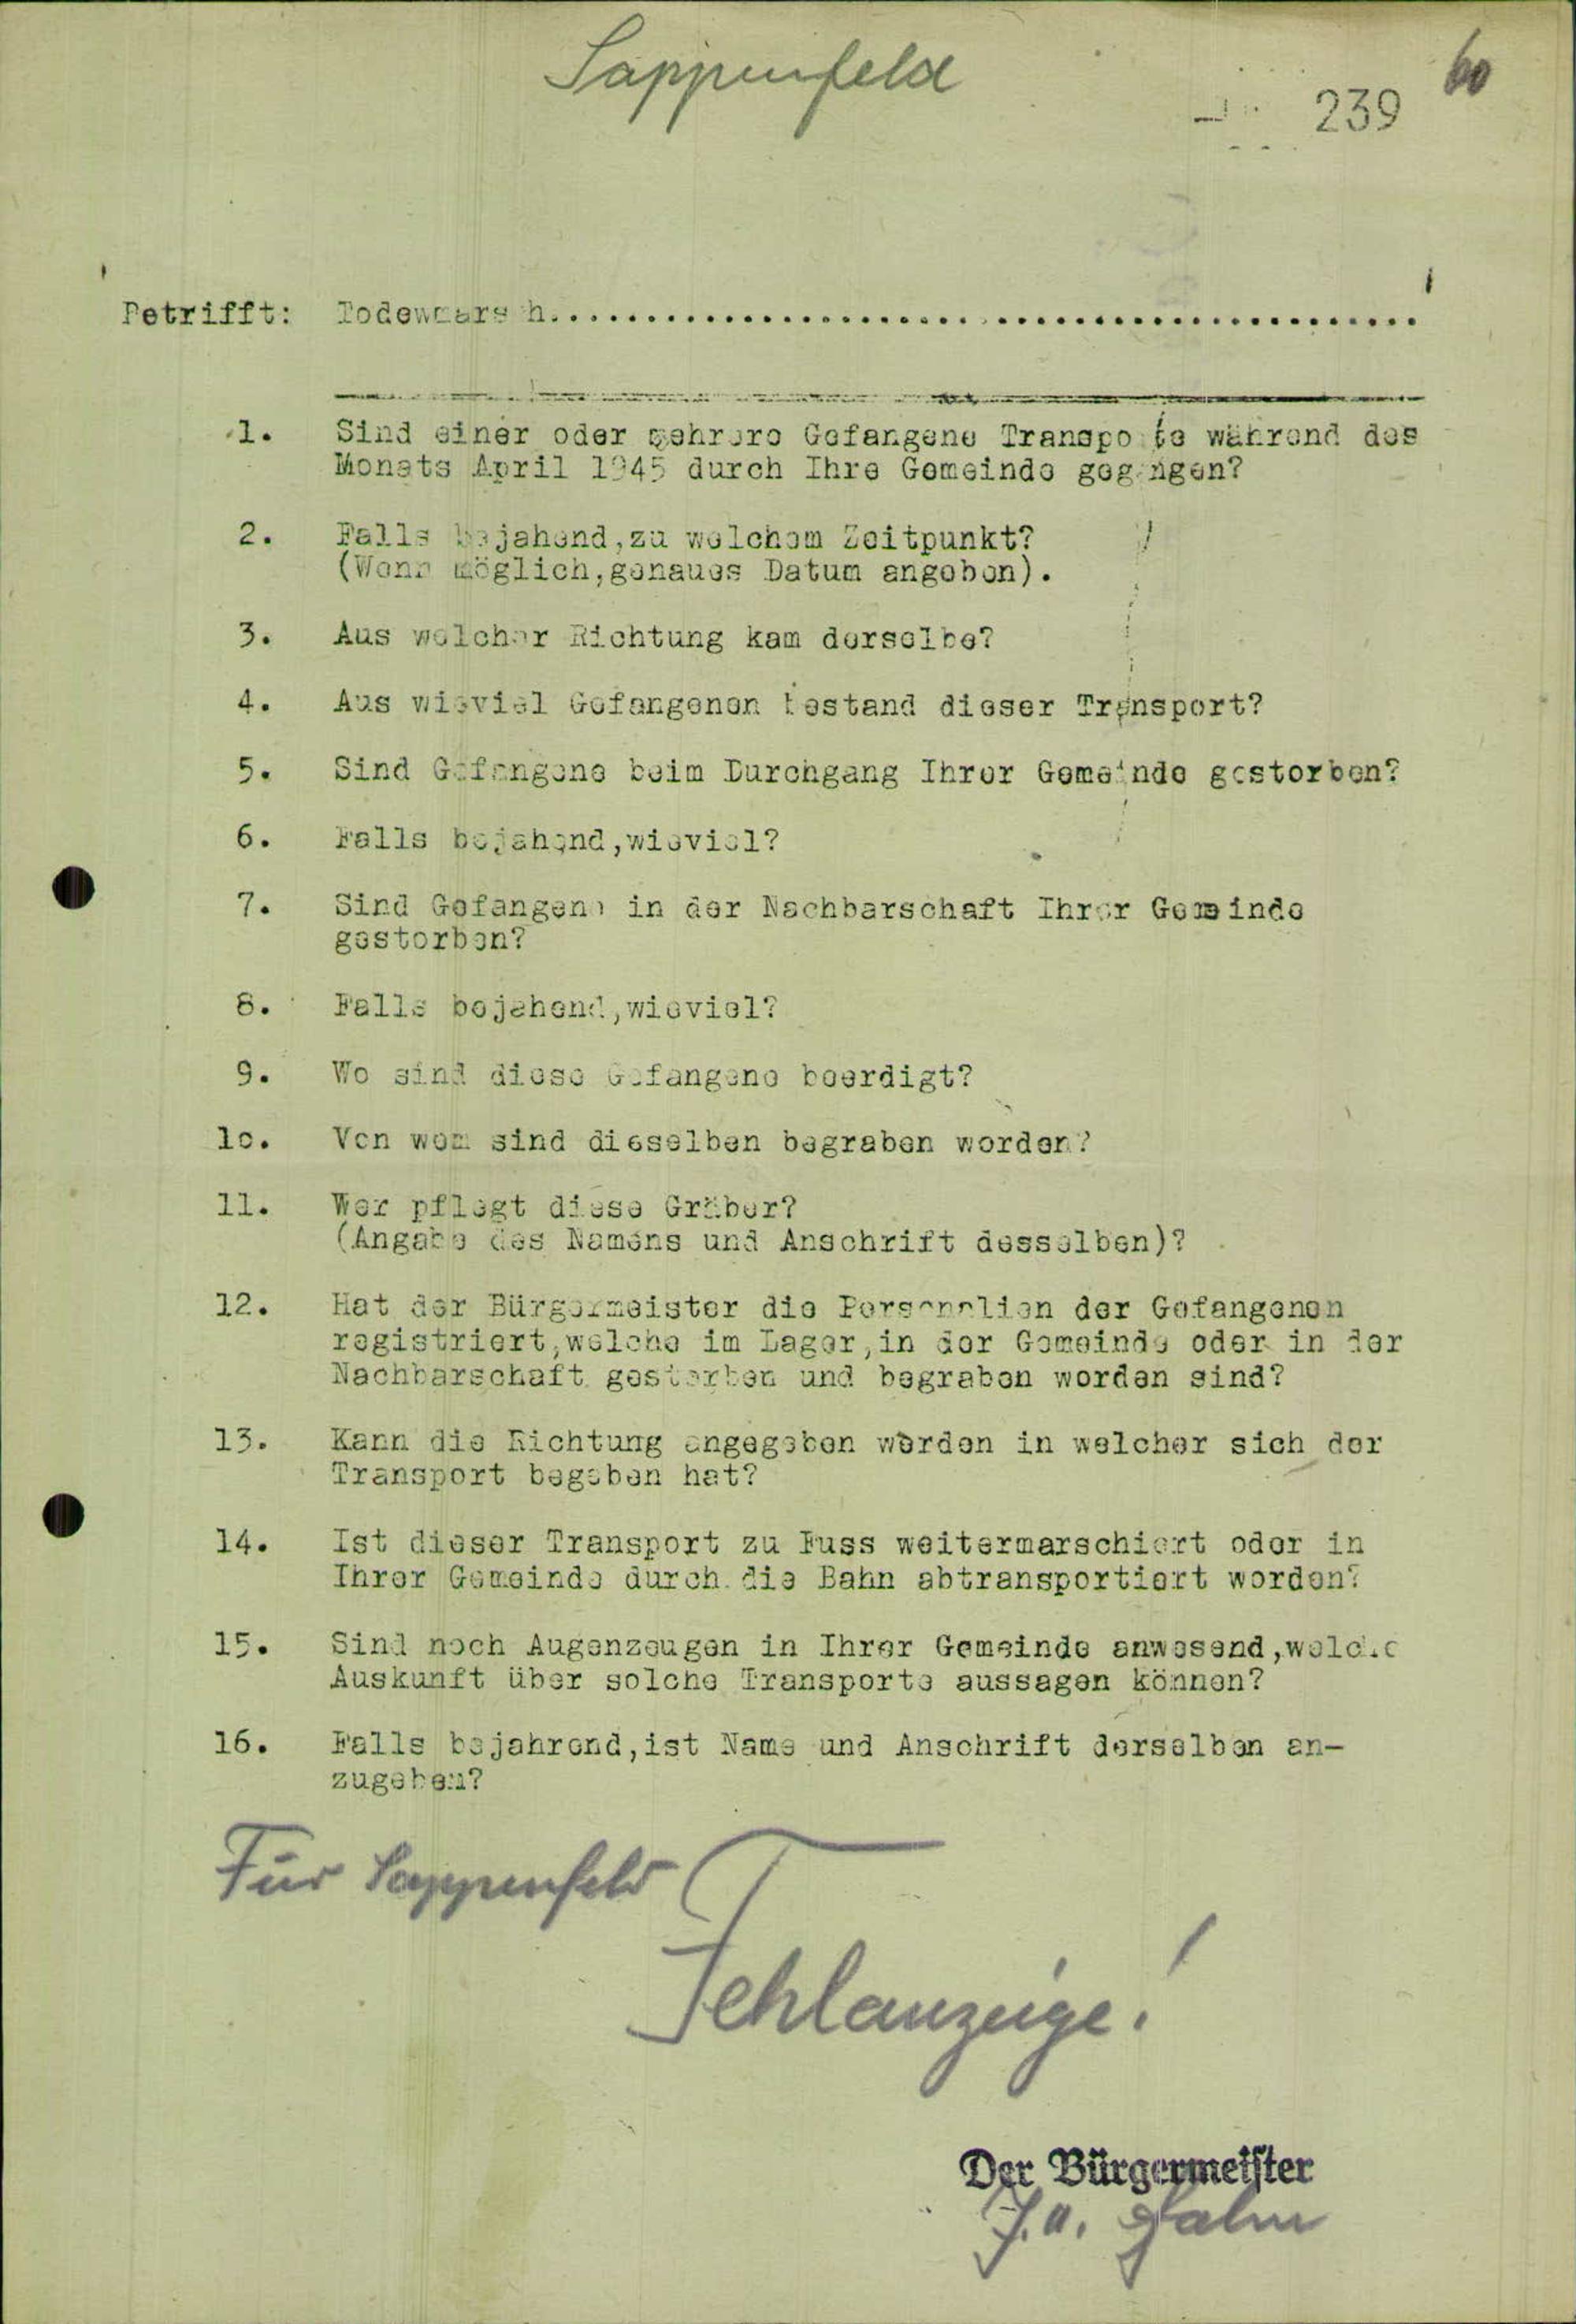 Sappenfeld
60
239
Betrifft: Todesmarsch.
1. Sind einer oder mehrere Gefangene Transporte während des
Monats April 1945 durch Ihre Gemeinde gegangen?
2. Falls bejahend, zu welchem Zeitpunkt?
(Wenn möglich, genaues Datum angeben).
3. Aus welcher Richtung kam derselbe?
4. Aus wieviel Gefangenen bestand dieser Transport?
5. Sind Gefangene beim Durchgang Ihrer Gemeinde gestorben?
6. Falls bejahend, wieviel?
7. Sind Gefangene in der Nachbarschaft Ihrer Gemeinde
gestorben?
8. Falls bejahend, wieviel?
9. Wo sind diese Gefangene beerdigt?
10. Von wem sind dieselben begraben worden?
11. Wer pflegt diese Gräber?
(Angabe des Namens und Anschrift desselben)?
12. Hat der Bürgermeister die Personalien der Gefangenen
registriert, welche im Lager, in der Gemeinde oder in der
Nachbarschaft gestorben und begraben worden sind?
13. Kann die Richtung angegeben werden in welcher sich der
Transport begeben hat?
14. Ist dieser Transport zu Fuss weitermarschiert oder in
Ihrer Gemeinde durch die Bahn abtransportiert worden?
15. Sind noch Augenzeugen in Ihrer Gemeinde anwesend, welche
Auskunft über solche Transporte aussagen können?
16. Falls bejahrend, ist Name und Anschrift derselben an-
zugeben?
Für Sappenfeld
Fehlanzeige!
Der Bürgermeister